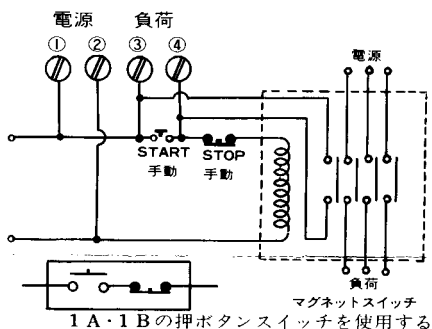 電源 負荷
① ② ③ ④
電源
START STOP
手動 手動
負荷
マグネットスイッチ
1A・1Bの押ボタンスイッチを使用する